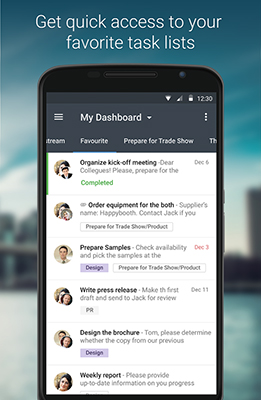 Get quick access to your
favorite task lists
12:30
My Dashboard
stream Favourite Prepare for Trade Show Th
Organize kick-off meeting -Dear Dec 6
Collegues! Please, prepare for the
Completed
Order equipment for the both - Supplier's
name: Happybooth. Contact Jack if you
Prepare for Trade Show/Product
Prepare Samples - Check availability Dec 3
and pick the samples at the
Design Prepare for Trade Show/Product
Write press release - Make th first Dec 11
draft and send to Jack for review
PR
Design the brochure - Tom, please determine
whether the copy from our previous
Design
Weekly report - Please provide
up-to-date information on you progress